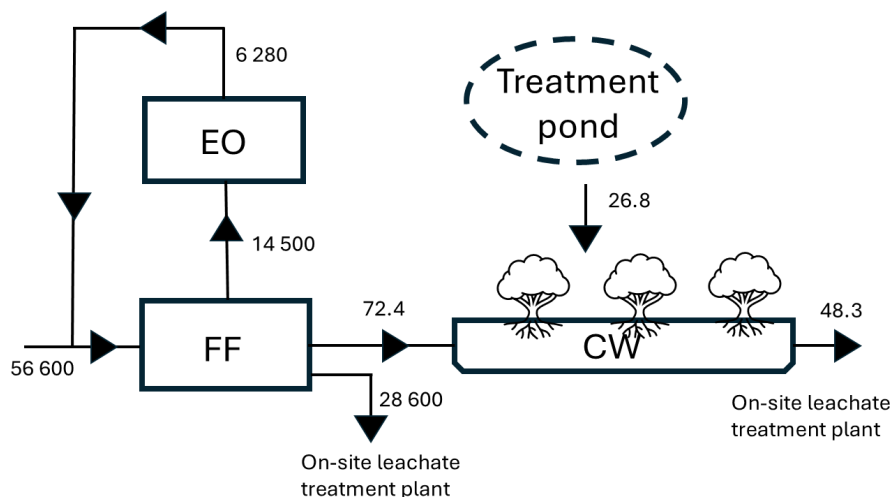 6 280
Treatment
pond
EO
26.8
14 500
72.4
48.3
FF
CW
56 600
28 600
On-site leachate
treatment plant
On-site leachate
treatment plant